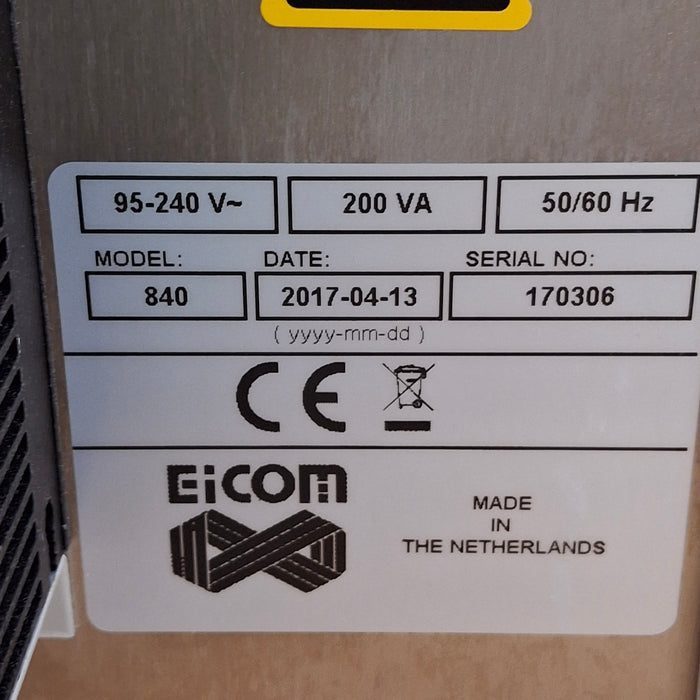 95-240 V~ 200 VA 50/60 Hz
MODEL: DATE: SERIAL NO:
840 2017-04-13 170306
( yyyy-mm-dd )
CE
EiCOM
MADE
IN
THE NETHERLANDS